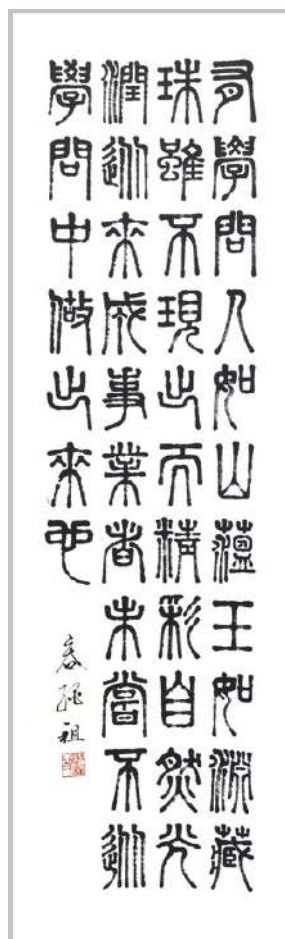 有學問人如山蘊玉如淵藏
珠雖不現出而精彩自然光
潤從來成事業者未嘗不從
學問中做出來也